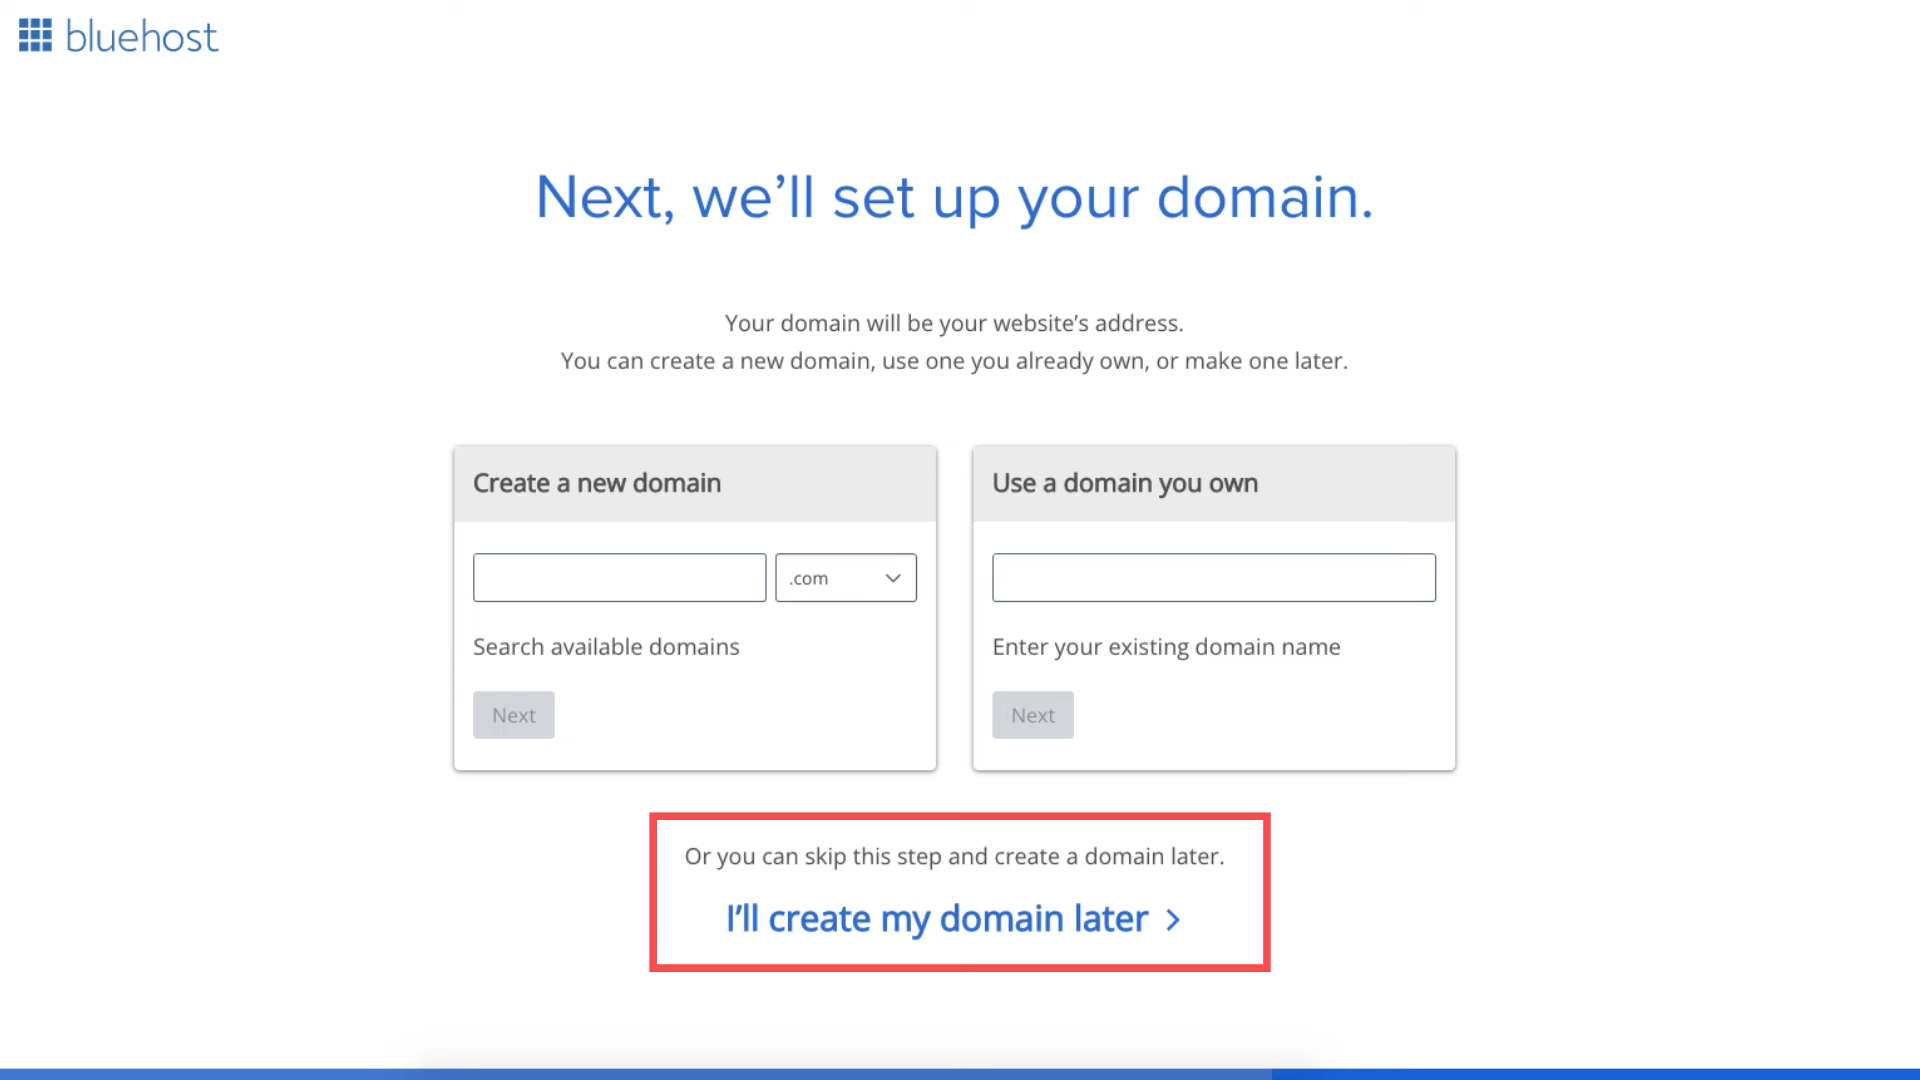 bluehost
Next, we’ll set up your domain.
Your domain will be your website’s address.
You can create a new domain, use one you already own, or make one later.
Create a new domain
.com
Search available domains
Next
Use a domain you own
Enter your existing domain name
Next
Or you can skip this step and create a domain later.
I’ll create my domain later